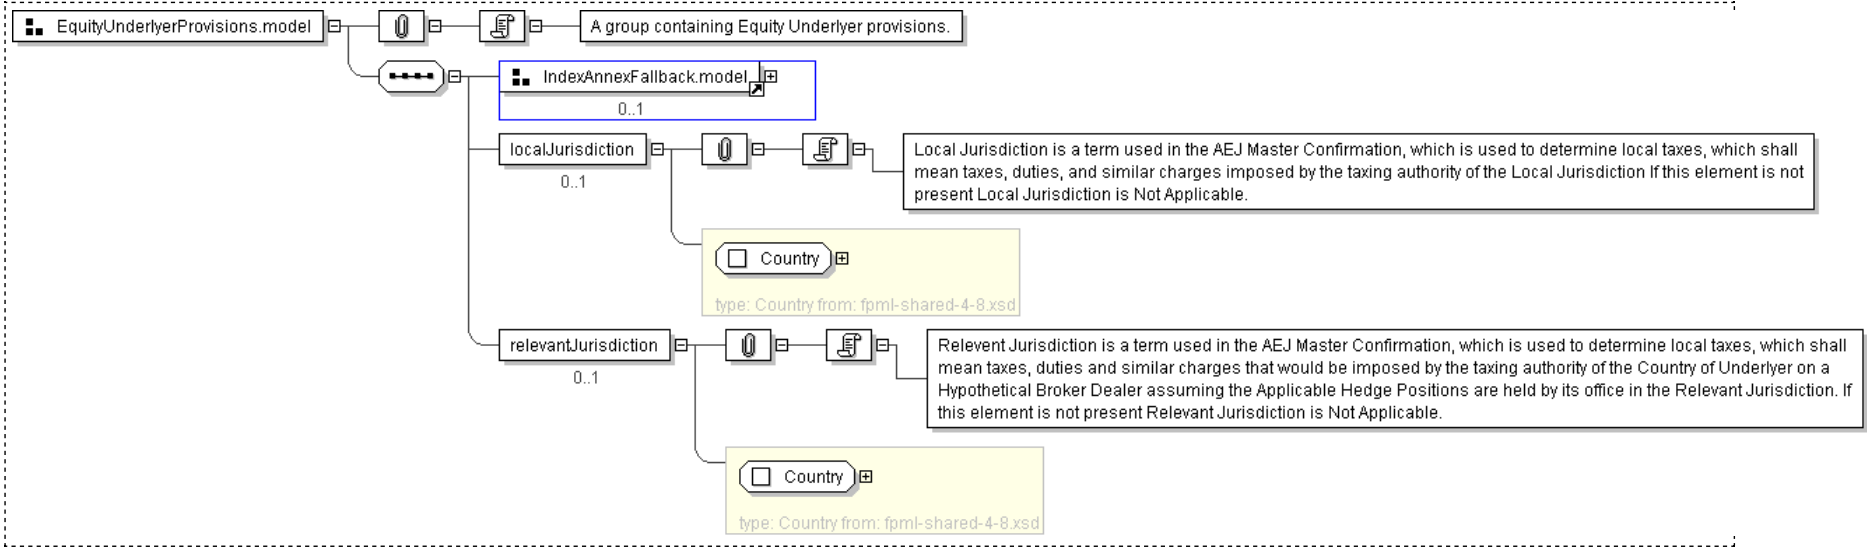 EquityUnderlyerProvisions.model
A group containing Equity Underlyer provisions.
IndexAnnexFallback.model
0..1
localJurisdiction
0..1
Local Jurisdiction is a term used in the AEJ Master Confirmation, which is used to determine local taxes, which shall
mean taxes, duties, and similar charges imposed by the taxing authority of the Local Jurisdiction If this element is not
present Local Jurisdiction is Not Applicable.
Country
type: Country from: fpml-shared-4-8.xsd
relevantJurisdiction
0..1
Relevent Jurisdiction is a term used in the AEJ Master Confirmation, which is used to determine local taxes, which shall
mean taxes, duties and similar charges that would be imposed by the taxing authority of the Country of Underlyer on a
Hypothetical Broker Dealer assuming the Applicable Hedge Positions are held by its office in the Relevant Jurisdiction. If
this element is not present Relevant Jurisdiction is Not Applicable.
Country
type: Country from: fpml-shared-4-8.xsd